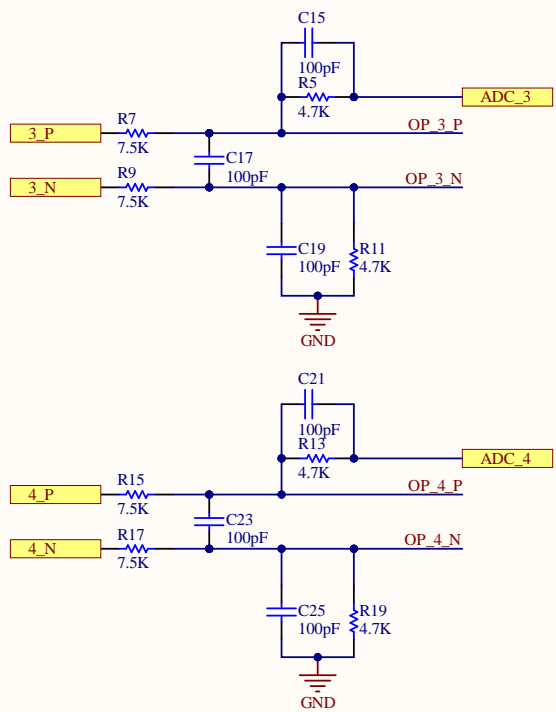 C15
100pF
R5
4.7K
ADC_3
R7
OP_3_P
3_P
7.5K
C17
100pF
R9
OP_3_N
3_N
7.5K
C19
100pF
R11
4.7K
GND
C21
100pF
R13
4.7K
ADC_4
R15
OP_4_P
4_P
7.5K
C23
100pF
R17
OP_4_N
4_N
7.5K
C25
100pF
R19
4.7K
GND